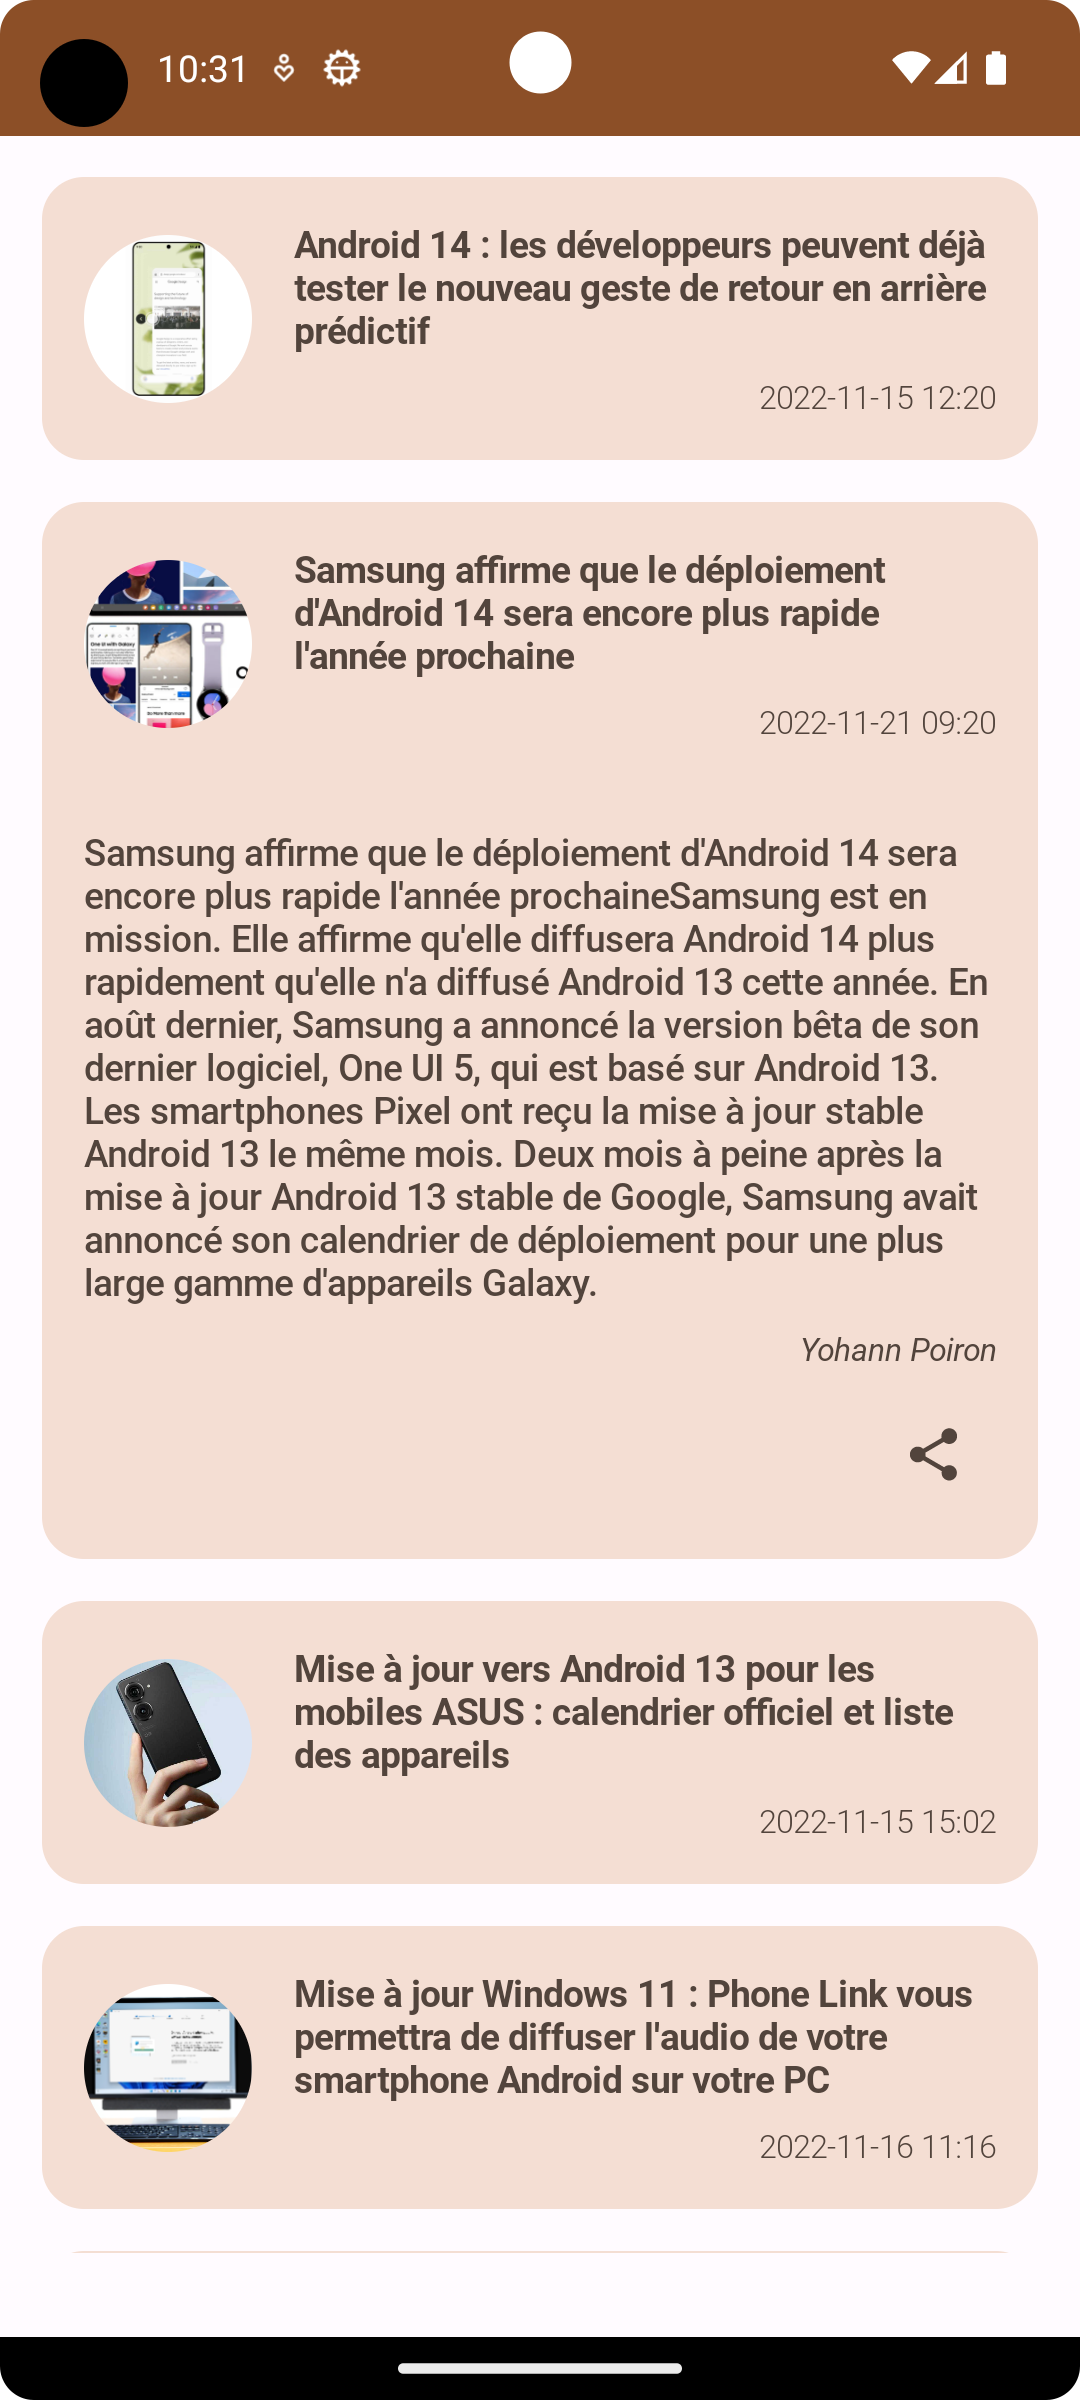 10:31
Android 14 : les développeurs peuvent déjà
tester le nouveau geste de retour en arrière
prédictif
2022-11-15 12:20
Samsung affirme que le déploiement
d'Android 14 sera encore plus rapide
l'année prochaine
2022-11-21 09:20
Samsung affirme que le déploiement d'Android 14 sera
encore plus rapide l'année prochaineSamsung est en
mission. Elle affirme qu'elle diffusera Android 14 plus
rapidement qu'elle n'a diffusé Android 13 cette année. En
août dernier, Samsung a annoncé la version bêta de son
dernier logiciel, One UI 5, qui est basé sur Android 13.
Les smartphones Pixel ont reçu la mise à jour stable
Android 13 le même mois. Deux mois à peine après la
mise à jour Android 13 stable de Google, Samsung avait
annoncé son calendrier de déploiement pour une plus
large gamme d'appareils Galaxy.
Yohann Poiron
Mise à jour vers Android 13 pour les
mobiles ASUS : calendrier officiel et liste
des appareils
2022-11-15 15:02
Mise à jour Windows 11 : Phone Link vous
permettra de diffuser l'audio de votre
smartphone Android sur votre PC
2022-11-16 11:16